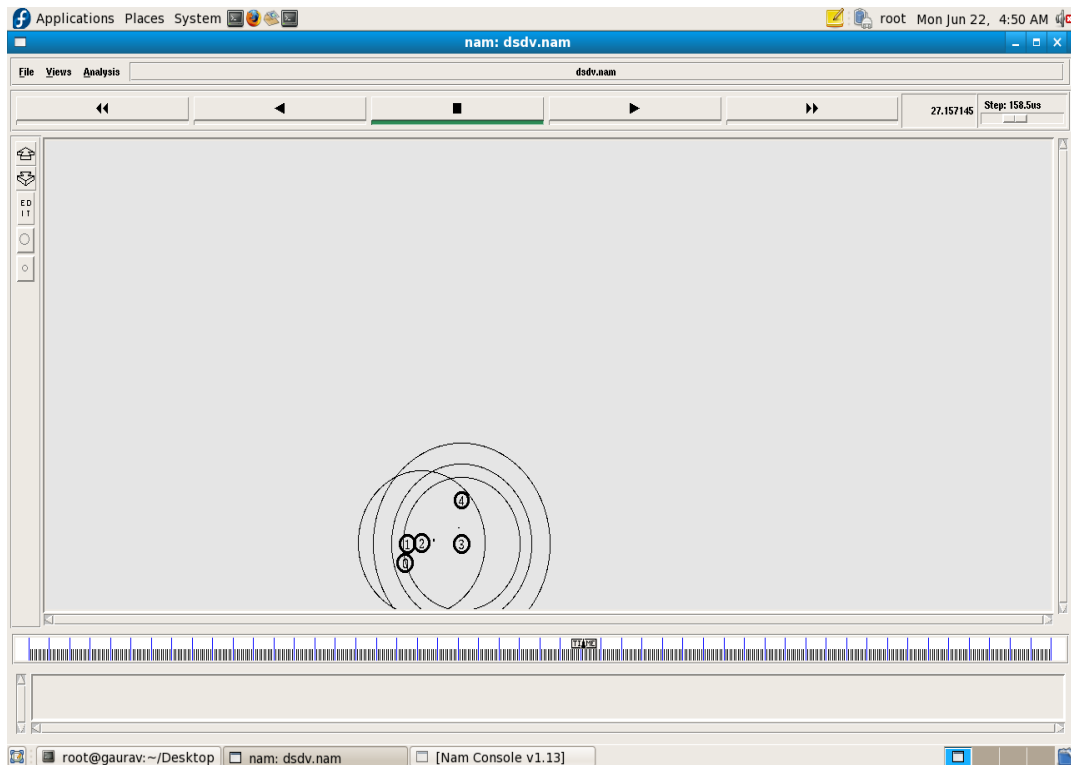 Applications Places System root Mon Jun 22, 4:50 AM
nam: dsdv.nam
File Views Analysis dsdv.nam
27.157145 Step: 158.5us
E D
I T
4
1 2 3
0
TIME
root@gaurav:~/Desktop nam: dsdv.nam [Nam Console v1.13]